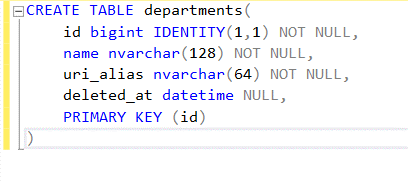 CREATE TABLE departments(
id bigint IDENTITY(1,1) NOT NULL,
name nvarchar(128) NOT NULL,
uri_alias nvarchar(64) NOT NULL,
deleted_at datetime NULL,
PRIMARY KEY (id)
)